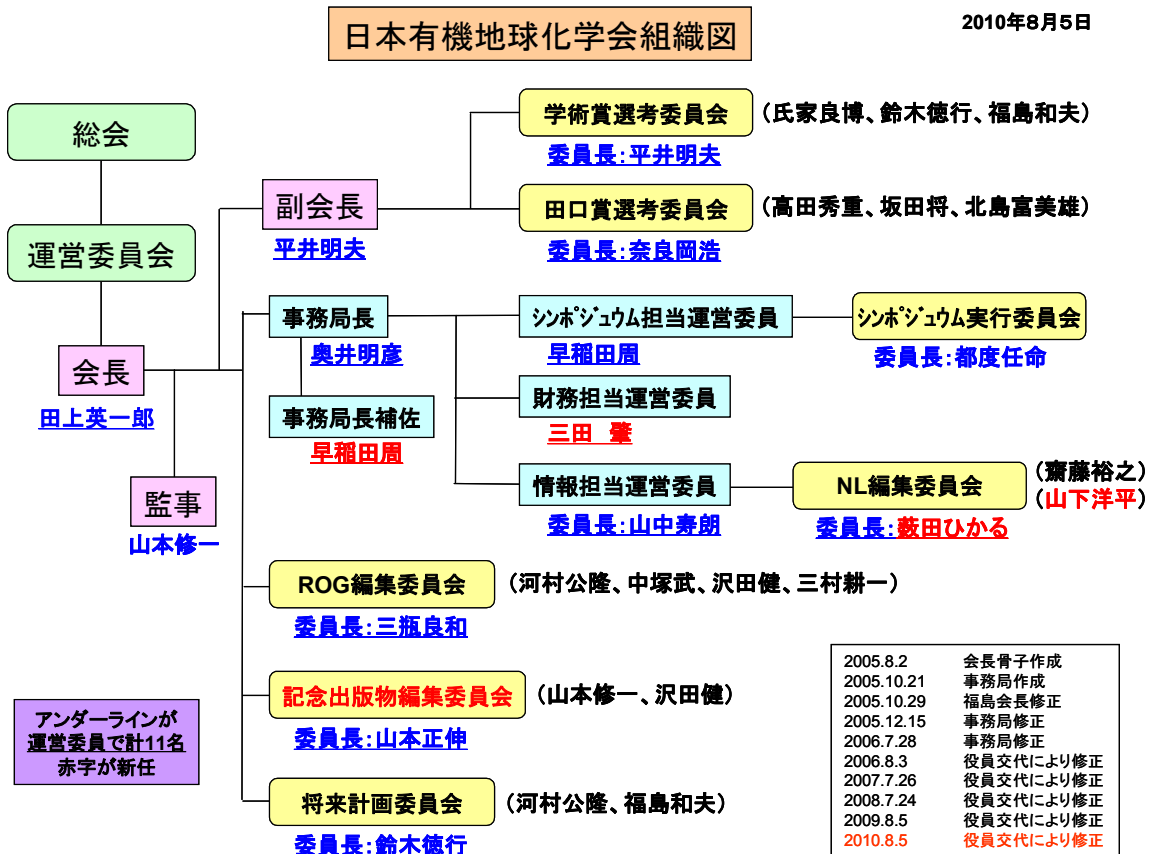 日本有機地球化学会組織図
2010年8月5日
総会
運営委員会
会長
田上英一郎
監事
山本修一
副会長
平井明夫
学術賞選考委員会
(氏家良博、鈴木徳行、福島和夫)
委員長:平井明夫
田口賞選考委員会
(高田秀重、坂田将、北島富美雄)
委員長:奈良岡浩
事務局長
奥井明彦
事務局長補佐
早稲田周
シンポジュウム担当運営委員
早稲田周
シンポジュウム実行委員会
委員長:都度任命
財務担当運営委員
三田 肇
情報担当運営委員
委員長:山中寿朗
NL編集委員会
(齋藤裕之)
(山下洋平)
委員長:薮田ひかる
ROG編集委員会
(河村公隆、中塚武、沢田健、三村耕一)
委員長:三瓶良和
記念出版物編集委員会
(山本修一、沢田健)
委員長:山本正伸
将来計画委員会
(河村公隆、福島和夫)
委員長:鈴木徳行
アンダーラインが
運営委員で計11名
赤字が新任
2005.8.2 会長骨子作成
2005.10.21 事務局作成
2005.10.29 福島会長修正
2005.12.15 事務局修正
2006.7.28 事務局修正
2006.8.3 役員交代により修正
2007.7.26 役員交代により修正
2008.7.24 役員交代により修正
2009.8.5 役員交代により修正
2010.8.5 役員交代により修正